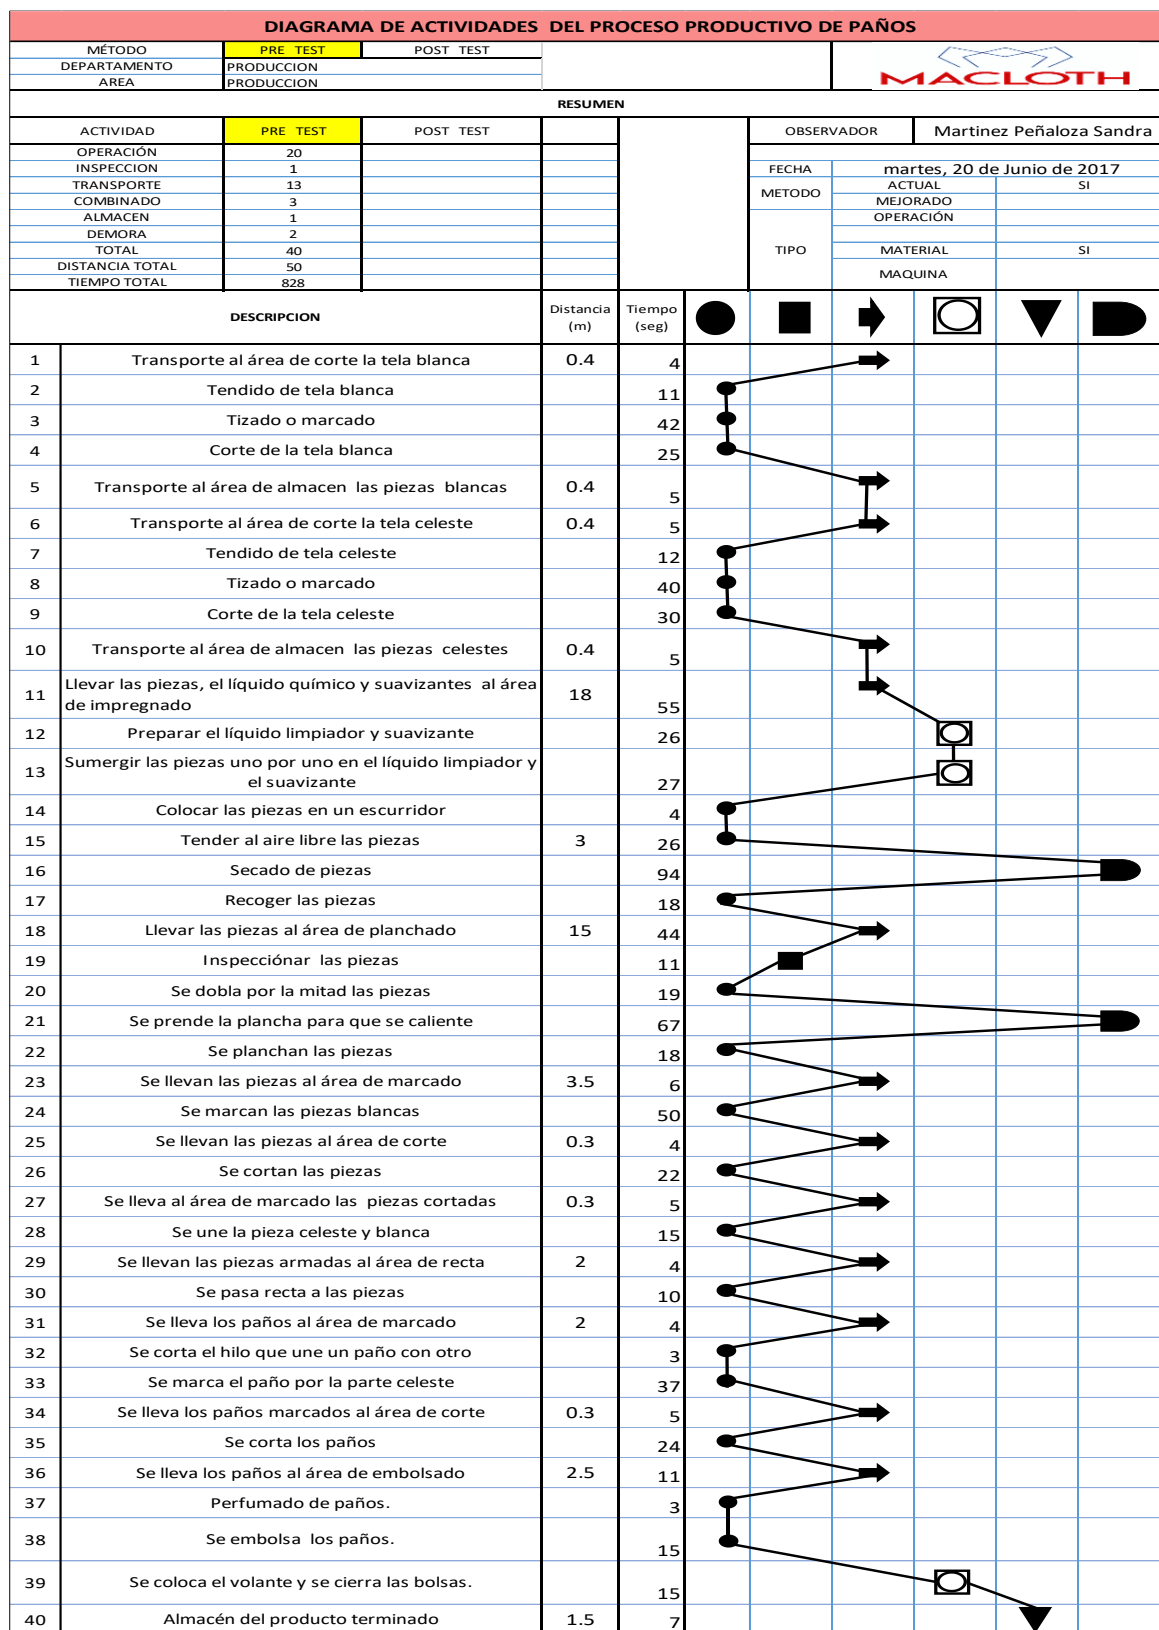 DIAGRAMA DE ACTIVIDADES DEL PROCESO PRODUCTIVO DE PAÑOS
MÉTODO PRE TEST POST TEST
DEPARTAMENTO PRODUCCION
AREA PRODUCCION
MACLOTH
RESUMEN
ACTIVIDAD PRE TEST POST TEST OBSERVADOR Martinez Peñaloza Sandra
OPERACIÓN 20
INSPECCION 1 FECHA martes, 20 de Junio de 2017
TRANSPORTE 13 METODO ACTUAL SI
COMBINADO 3 MEJORADO
ALMACEN 1 OPERACIÓN
DEMORA 2
TOTAL 40 TIPO MATERIAL SI
DISTANCIA TOTAL 50 MAQUINA
TIEMPO TOTAL 828
DESCRIPCION Distancia (m) Tiempo (seg)
1 Transporte al área de corte la tela blanca 0.4 4
2 Tendido de tela blanca 11
3 Tizado o marcado 42
4 Corte de la tela blanca 25
5 Transporte al área de almacen las piezas blancas 0.4 5
6 Transporte al área de corte la tela celeste 0.4 5
7 Tendido de tela celeste 12
8 Tizado o marcado 40
9 Corte de la tela celeste 30
10 Transporte al área de almacen las piezas celestes 0.4 5
11 Llevar las piezas, el líquido químico y suavizantes al área de impregnado 18 55
12 Preparar el líquido limpiador y suavizante 26
13 Sumergir las piezas uno por uno en el líquido limpiador y el suavizante 27
14 Colocar las piezas en un escurridor 4
15 Tender al aire libre las piezas 3 26
16 Secado de piezas 94
17 Recoger las piezas 18
18 Llevar las piezas al área de planchado 15 44
19 Inspecciónar las piezas 11
20 Se dobla por la mitad las piezas 19
21 Se prende la plancha para que se caliente 67
22 Se planchan las piezas 18
23 Se llevan las piezas al área de marcado 3.5 6
24 Se marcan las piezas blancas 50
25 Se llevan las piezas al área de corte 0.3 4
26 Se cortan las piezas 22
27 Se lleva al área de marcado las piezas cortadas 0.3 5
28 Se une la pieza celeste y blanca 15
29 Se llevan las piezas armadas al área de recta 2 4
30 Se pasa recta a las piezas 10
31 Se lleva los paños al área de marcado 2 4
32 Se corta el hilo que une un paño con otro 3
33 Se marca el paño por la parte celeste 37
34 Se lleva los paños marcados al área de corte 0.3 5
35 Se corta los paños 24
36 Se lleva los paños al área de embolsado 2.5 11
37 Perfumado de paños. 3
38 Se embolsa los paños. 15
39 Se coloca el volante y se cierra las bolsas. 15
40 Almacén del producto terminado 1.5 7